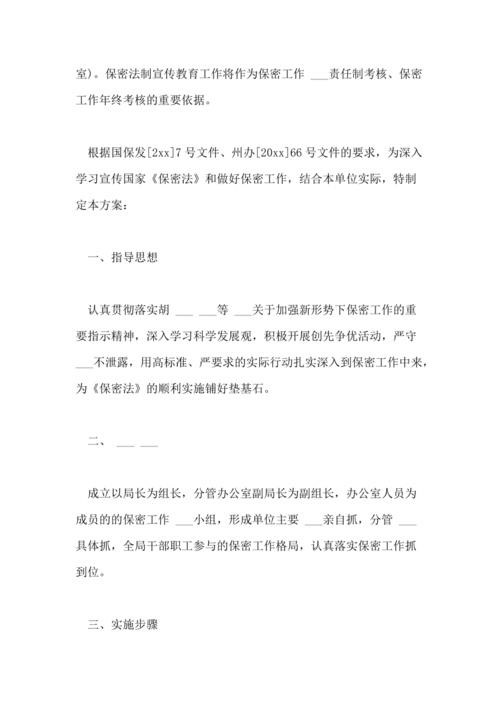 室)。保密法制宣传教育工作将作为保密工作 ___责任制考核、保密
工作年终考核的重要依据。
根据国保发[2xx]7号文件、州办[20xx]66号文件的要求，为深入
学习宣传国家《保密法》和做好保密工作，结合本单位实际，特制
定本方案：
一、指导思想
认真贯彻落实胡 ___ ___等 ___关于加强新形势下保密工作的重
要指示精神，深入学习科学发展观，积极开展创先争优活动，严守
___不泄露，用高标准、严要求的实际行动扎实深入到保密工作中来，
为《保密法》的顺利实施铺好垫基石。
二、 ___ ___
成立以局长为组长，分管办公室副局长为副组长，办公室人员为
成员的的保密工作 ___小组，形成单位主要 ___亲自抓，分管 ___
具体抓，全局干部职工参与的保密工作格局，认真落实保密工作抓
到位。
三、实施步骤